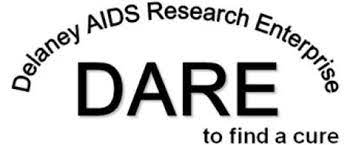 Delaney AIDS Research Enterprise
DARE
to find a cure